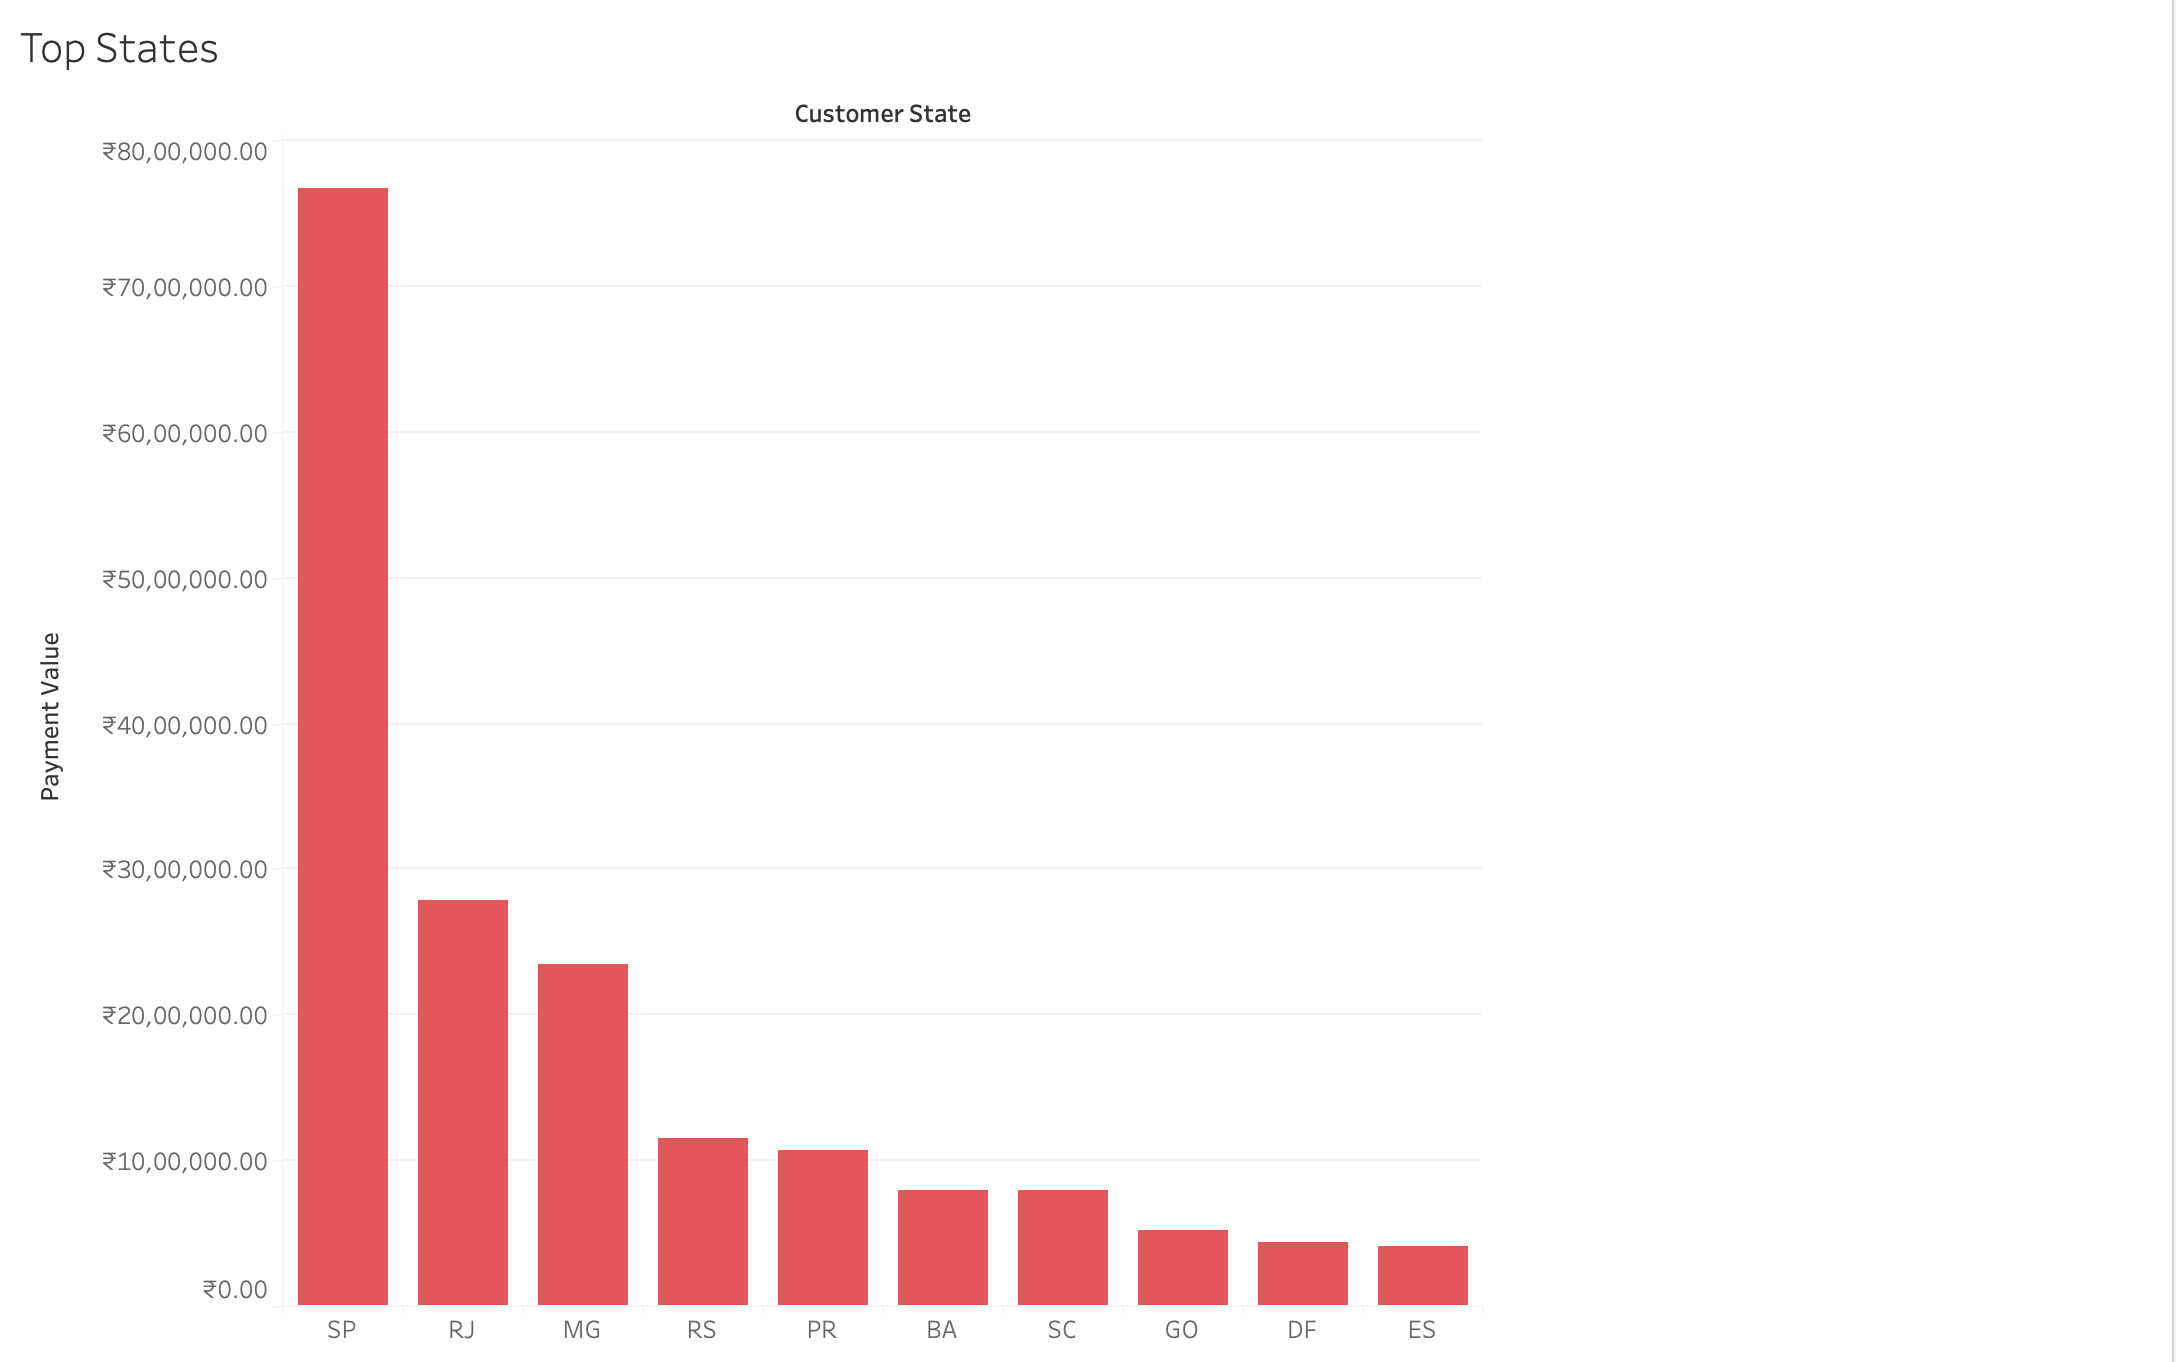 Top States
Customer State
₹80,00,000.00
₹70,00,000.00
₹60,00,000.00
₹50,00,000.00
₹40,00,000.00
₹30,00,000.00
₹20,00,000.00
₹10,00,000.00
₹0.00
Payment Value
SP RJ MG RS PR BA SC GO DF ES